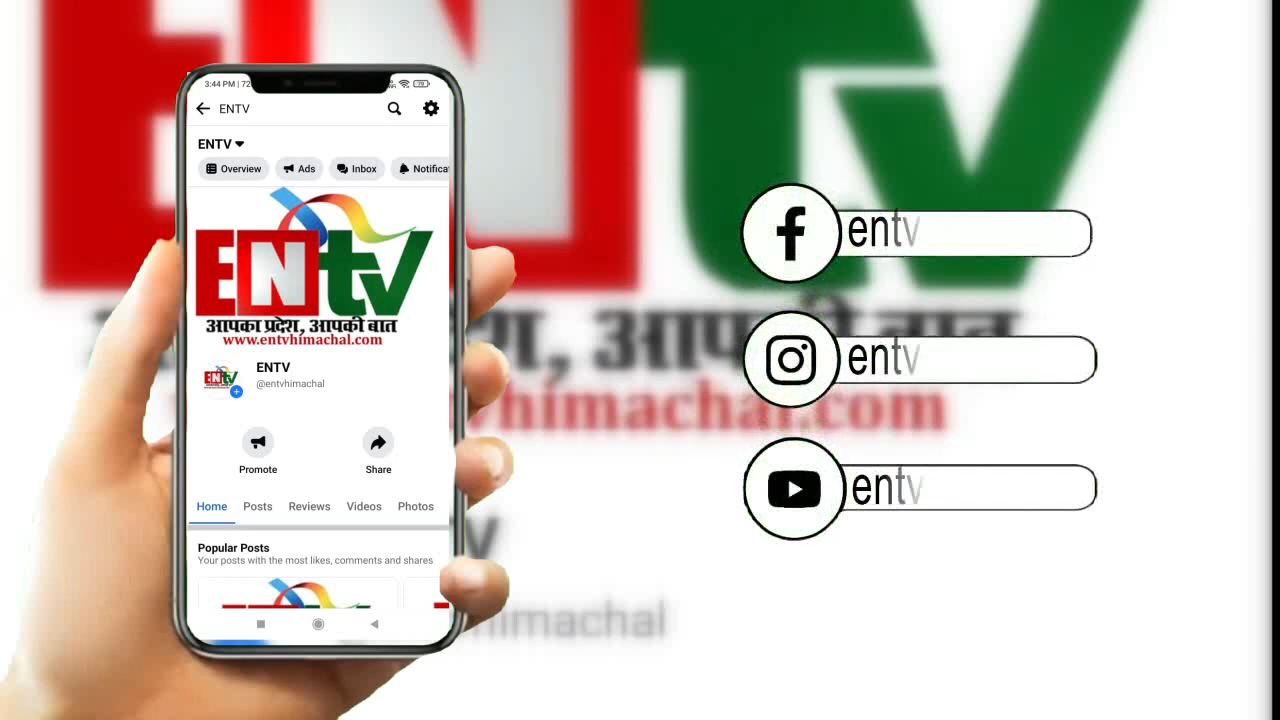 3:44 PM | 72
ENTV
ENTV
Overview
Ads
Inbox
Notifica
ENtv
आपका प्रदेश, आपकी बात
www.entvhimachal.com
ENTV
@entvhimachal
Promote
Share
Home
Posts
Reviews
Videos
Photos
Popular Posts
Your posts with the most likes, comments and shares
entv
entv
entv